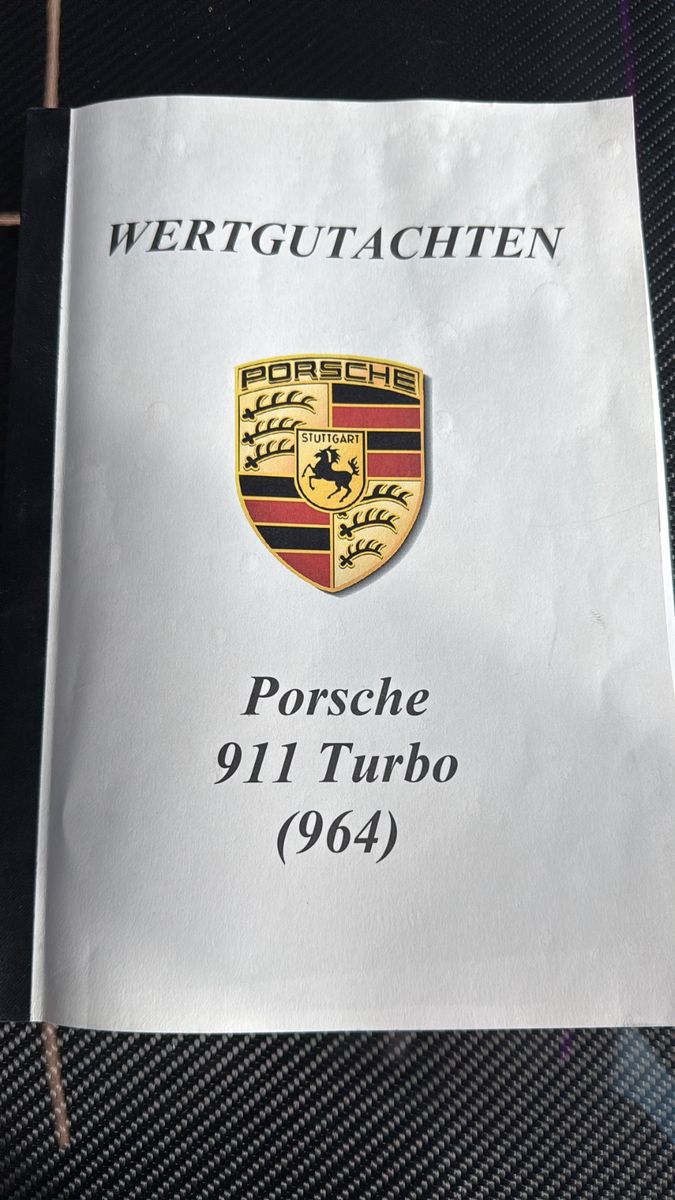 WERTGUTACHTEN
PORSCHE
STUTTGART
Porsche
911 Turbo
(964)